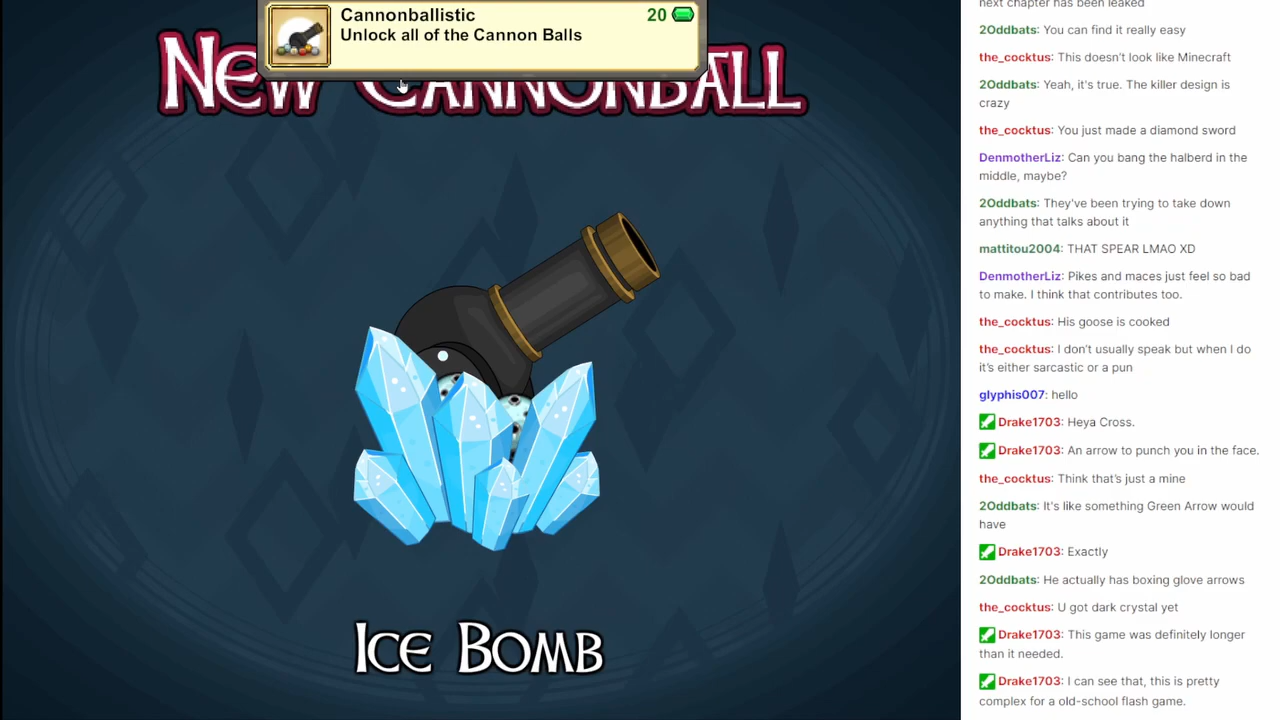 Cannonballistic
20
Unlock all of the Cannon Balls
New Cannonball
Ice Bomb
next chapter has been leaked
2Oddbats: You can find it really easy
the_cocktus: This doesn't look like Minecraft
2Oddbats: Yeah, it's true. The killer design is
crazy
the_cocktus: You just made a diamond sword
DenmotherLiz: Can you bang the halberd in the
middle, maybe?
2Oddbats: They've been trying to take down
anything that talks about it
mattitou2004: THAT SPEAR LMAO XD
DenmotherLiz: Pikes and maces just feel so bad
to make. I think that contributes too.
the_cocktus: His goose is cooked
the_cocktus: I don't usually speak but when I do
it's either sarcastic or a pun
glyphis007: hello
Drake1703: Heya Cross.
Drake1703: An arrow to punch you in the face.
the_cocktus: Think that's just a mine
2Oddbats: It's like something Green Arrow would
have
Drake1703: Exactly
2Oddbats: He actually has boxing glove arrows
the_cocktus: U got dark crystal yet
Drake1703: This game was definitely longer
than it needed.
Drake1703: I can see that, this is pretty
complex for a old-school flash game.